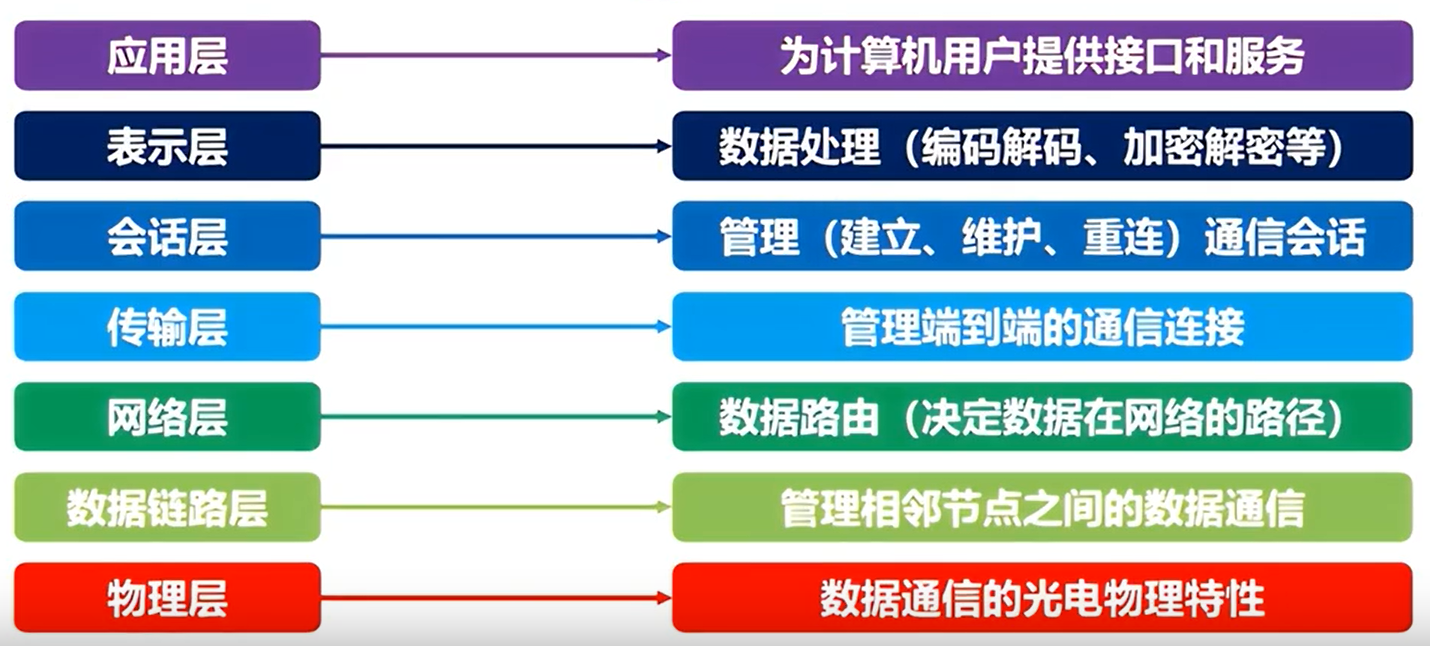 应用层
为计算机用户提供接口和服务
表示层
数据处理（编码解码、加密解密等）
会话层
管理（建立、维护、重连）通信会话
传输层
管理端到端的通信连接
网络层
数据路由（决定数据在网络的路径）
数据链路层
管理相邻节点之间的数据通信
物理层
数据通信的光电物理特性